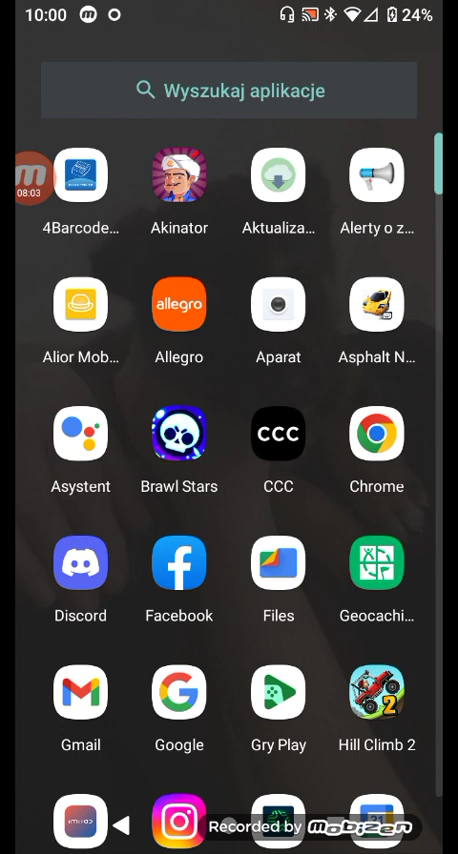 10:00 24%
Wyszukaj aplikacje
08:03
4Barcode... Akinator Aktualiza... Alerty o z...
allegro
Alior Mob... Allegro Aparat Asphalt N...
CCC
Asystent Brawl Stars CCC Chrome
Discord Facebook Files Geocachi...
2
Gmail Google Gry Play Hill Climb 2
Recorded by mobizen